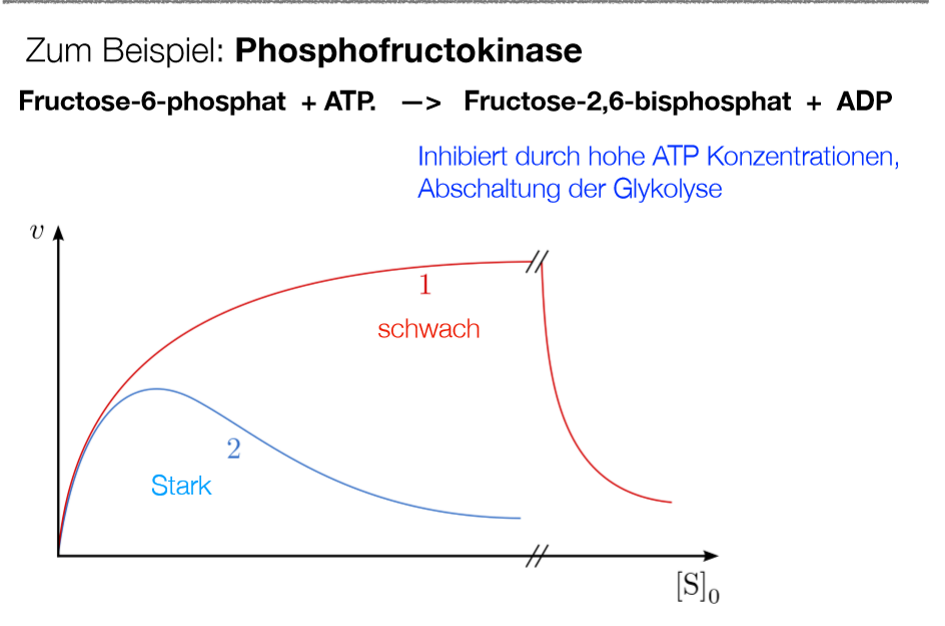 Zum Beispiel: Phosphofructokinase
Fructose-6-phosphat + ATP. —> Fructose-2,6-bisphosphat + ADP
Inhibiert durch hohe ATP Konzentrationen,
Abschaltung der Glykolyse
v
1
schwach
2
Stark
[S]₀